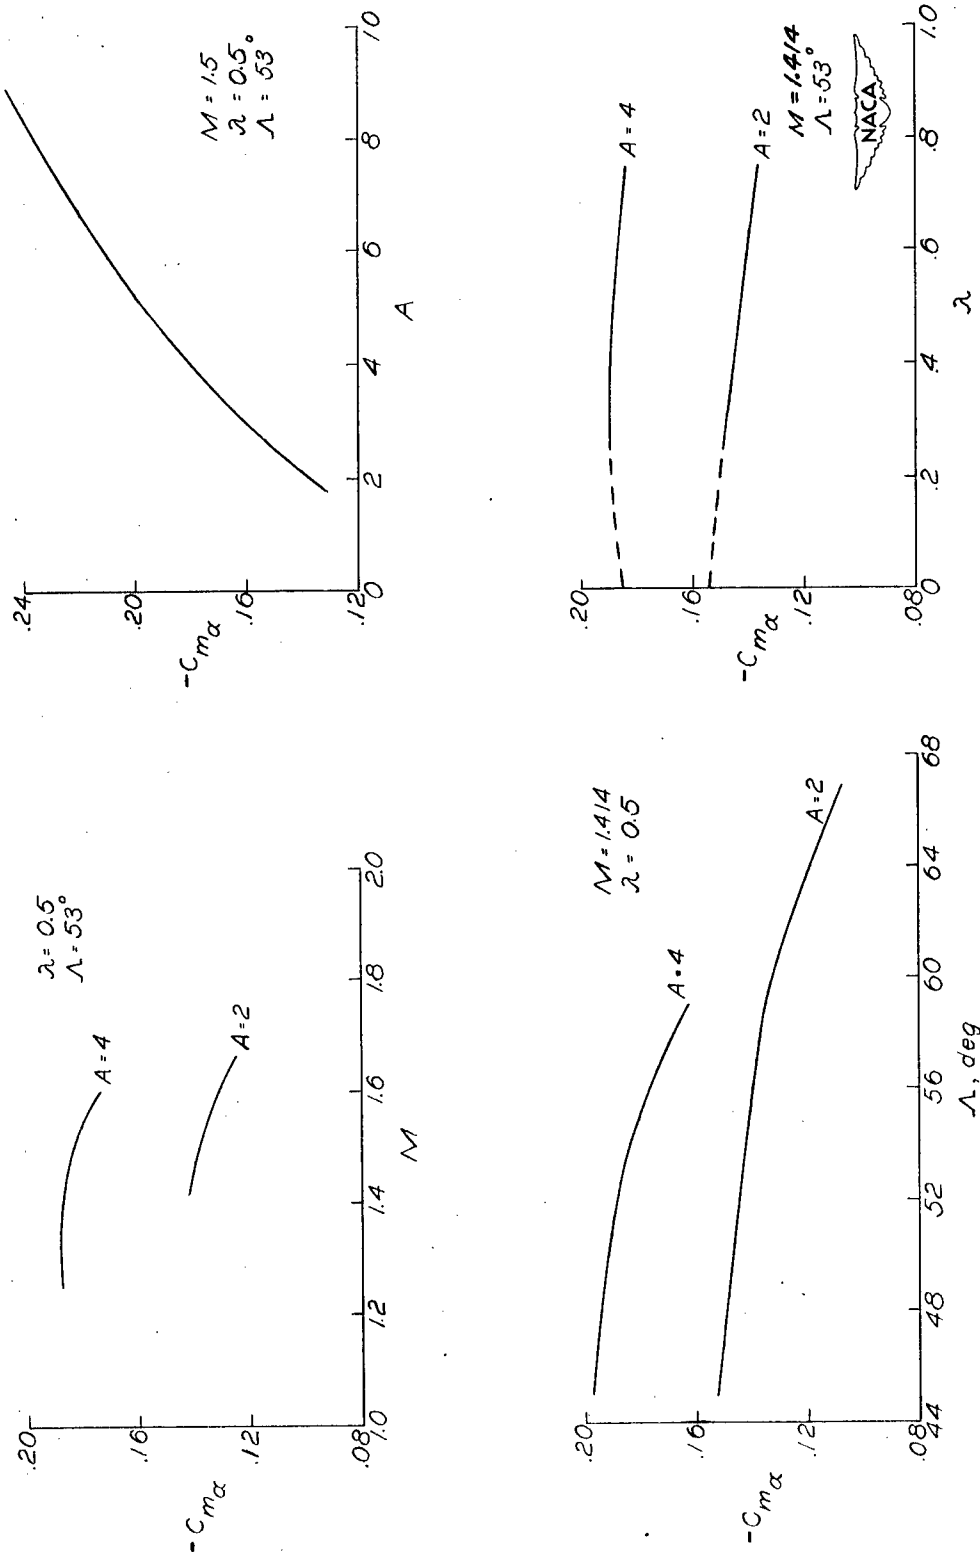 .20
.16
.12
.08
-Cmα
λ = 0.5
Λ = 53°
A = 4
A = 2
1.0 1.2 1.4 1.6 1.8 2.0
M
.24
.20
.16
.12
-Cmα
M = 1.5
λ = 0.5
Λ = 53°
0 2 4 6 8 10
A
.20
.16
.12
.08
-Cmα
M = 1.414
λ = 0.5
A = 4
A = 2
44 48 52 56 60 64 68
Λ, deg
.20
.16
.12
.08
-Cmα
A = 4
A = 2
M = 1.414
Λ = 53°
NACA
0 .2 .4 .6 .8 1.0
λ